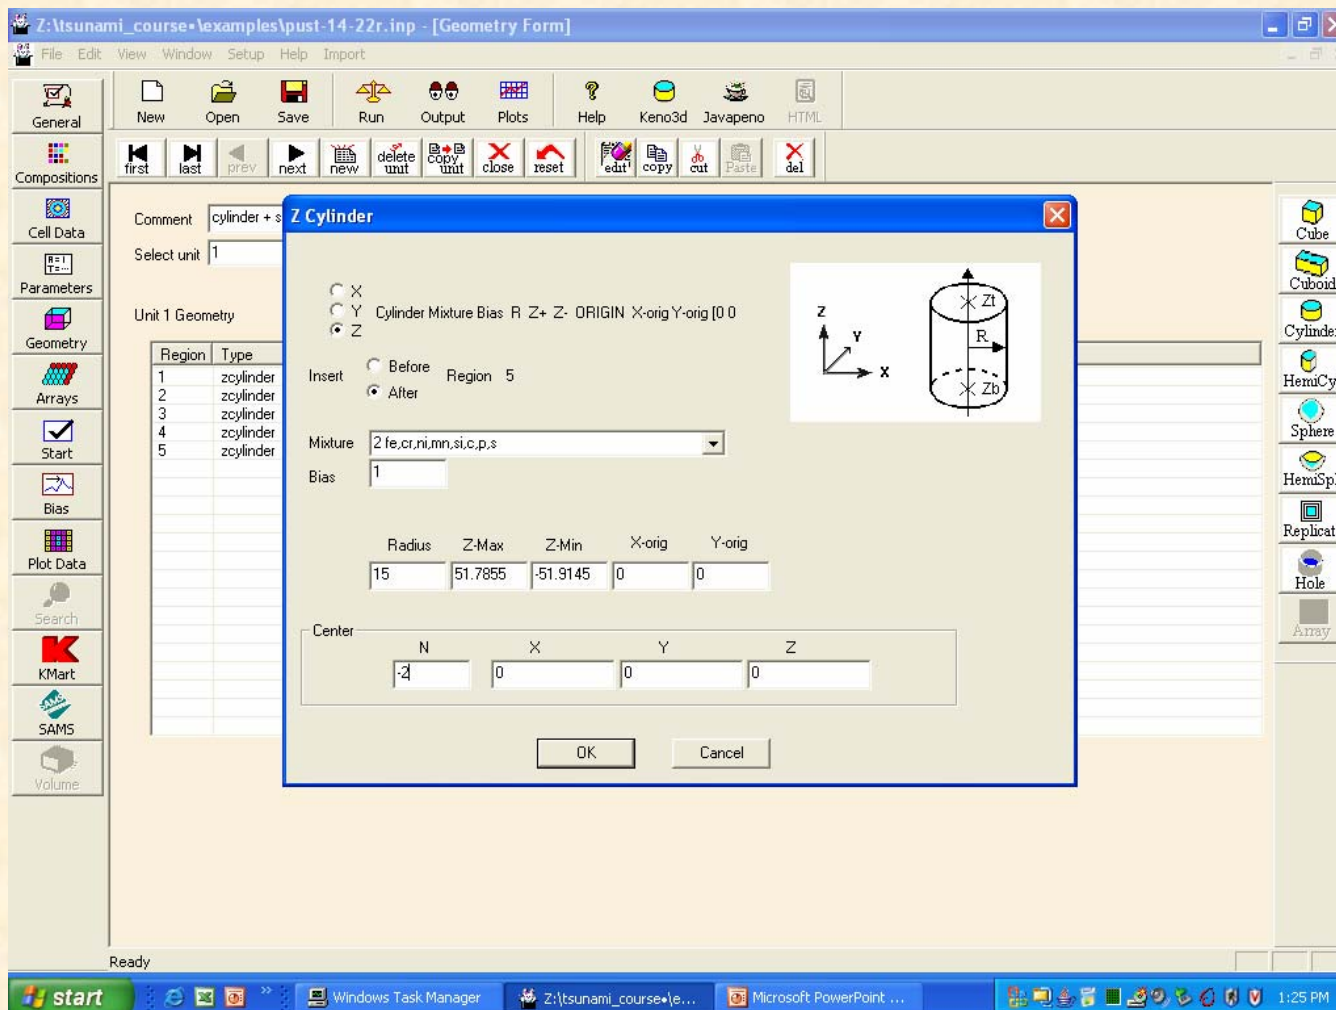 Z:\tsunami_course•\examples\pust-14-22r.inp - [Geometry Form]
File Edit View Window Setup Help Import
General
New Open Save Run Output Plots Help Keno3d Javapeno HTML
first last prev next new delete unit copy unit close reset edit copy cut Paste del
Compositions
Cell Data
Parameters
Geometry
Arrays
Start
Bias
Plot Data
Search
KMart
SAMS
Volume
Comment cylinder + s
Select unit 1
Unit 1 Geometry
Region Type
1 zcylinder
2 zcylinder
3 zcylinder
4 zcylinder
5 zcylinder
Z Cylinder
X
Y Cylinder Mixture Bias R Z+ Z- ORIGIN X-orig Y-orig [0 0
Z
Insert Before Region 5
After
Z Y X
Zt
R
Zb
Mixture 2 fe,cr,ni,mn,si,c,p,s
Bias 1
Radius Z-Max Z-Min X-orig Y-orig
15 51.7855 -51.9145 0 0
Center
N X Y Z
-2 0 0 0
OK Cancel
Cube
Cuboid
Cylinde
HemiCy
Sphere
HemiSp
Replicat
Hole
Array
Ready
start Windows Task Manager Z:\tsunami_course•\e... Microsoft PowerPoint ... 1:25 PM